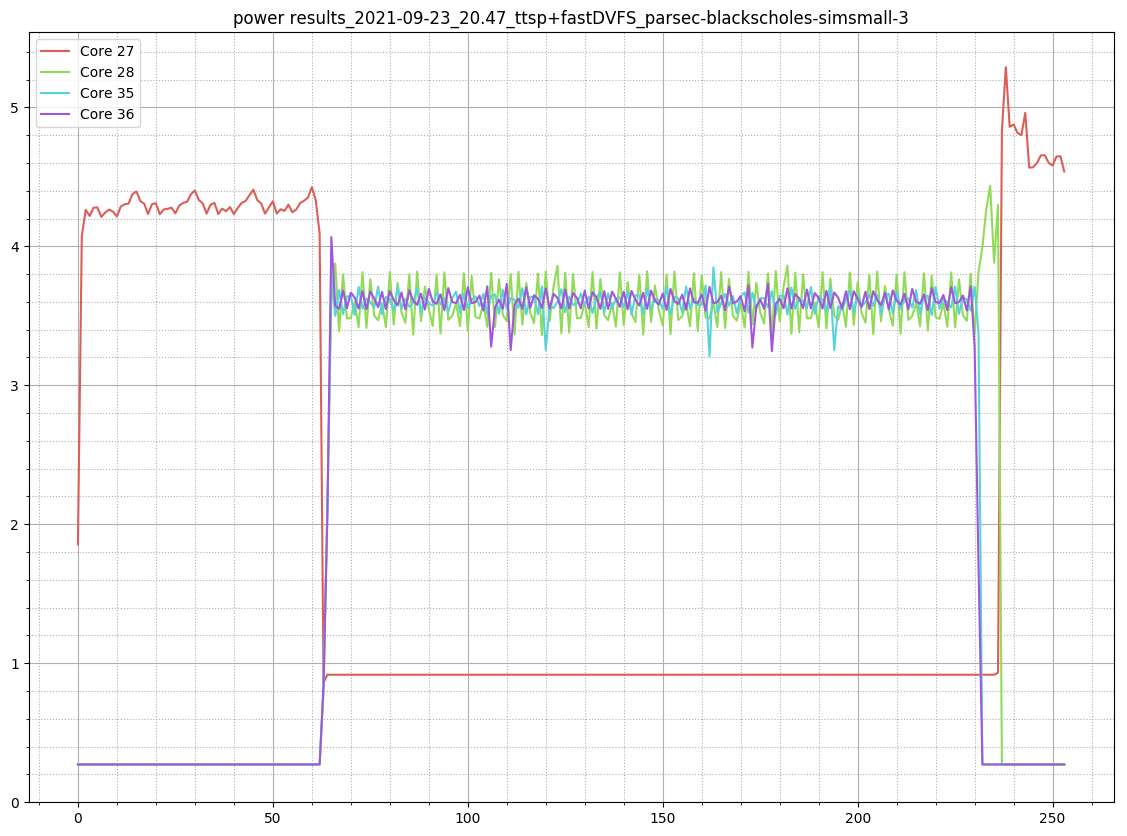 power results_2021-09-23_20.47_ttsp+fastDVFS_parsec-blackscholes-simsmall-3
Core 27
Core 28
Core 35
Core 36
5
4
3
2
1
0
0 50 100 150 200 250